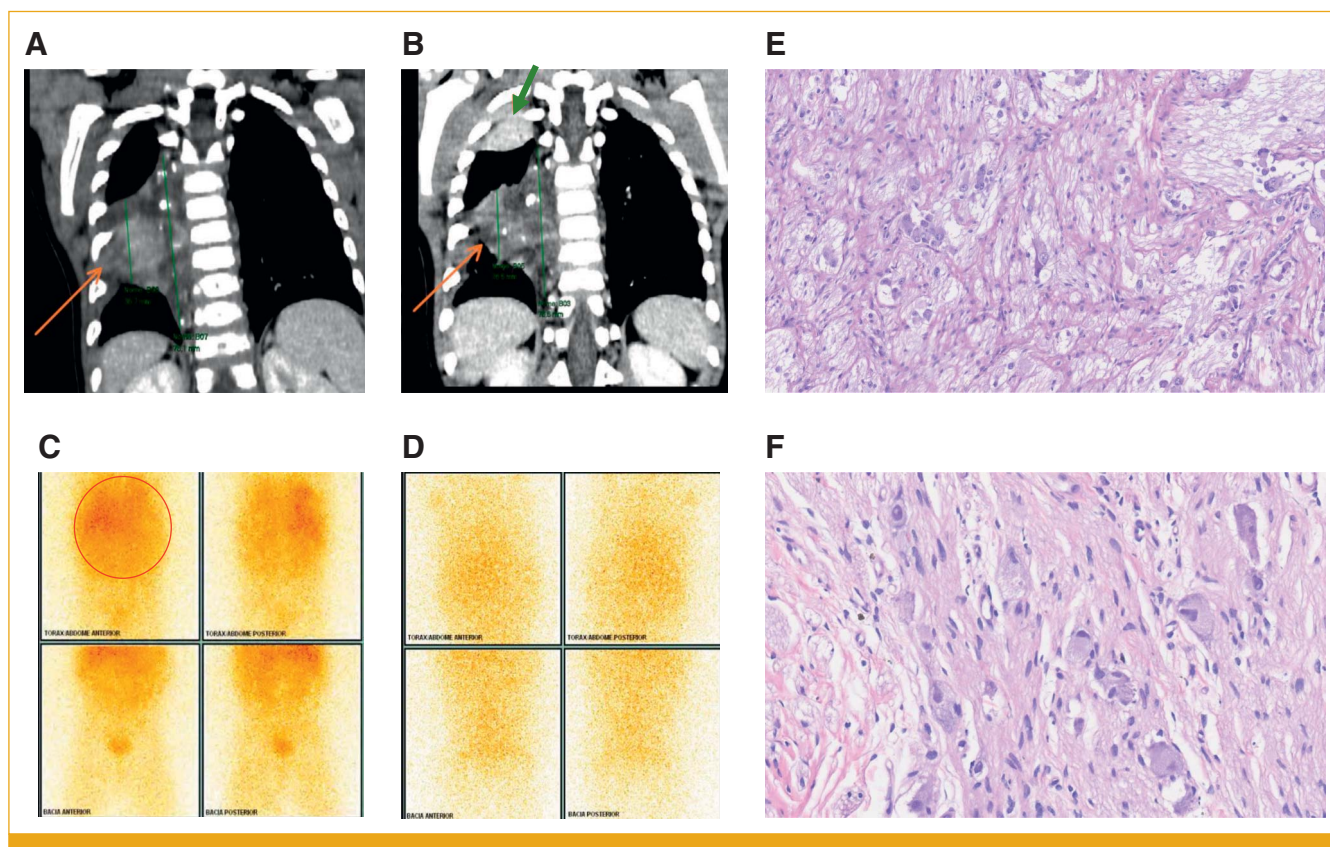 A
B
E
C
D
F
TORAX/ABDOME ANTERIOR
TORAX/ABDOME POSTERIOR
TORAX/ABDOME ANTERIOR
TORAX/ABDOME POSTERIOR
BACIA ANTERIOR
BACIA POSTERIOR
BACIA ANTERIOR
BACIA POSTERIOR